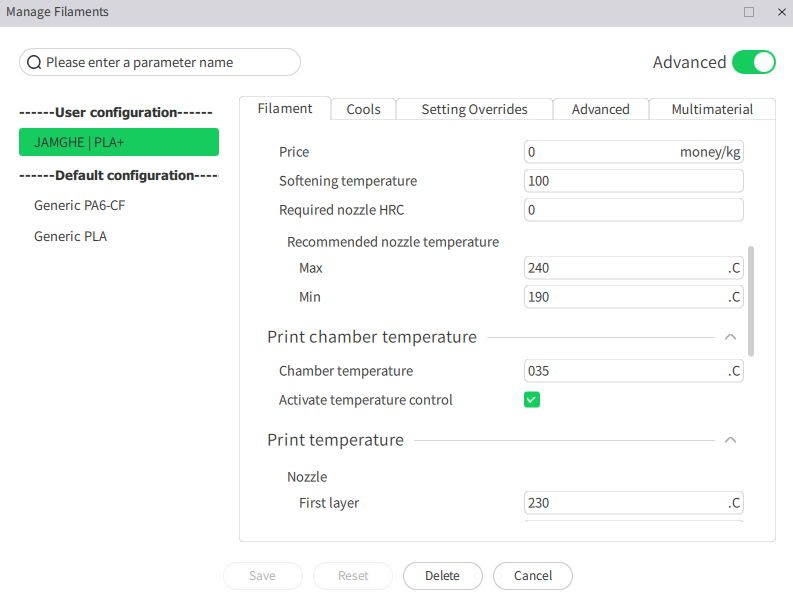 Manage Filaments
Please enter a parameter name
Advanced
------User configuration------
JAMGHE | PLA+
------Default configuration----
Generic PA6-CF
Generic PLA
Filament Cools Setting Overrides Advanced Multimaterial
Price 0 money/kg
Softening temperature 100
Required nozzle HRC 0
Recommended nozzle temperature
Max 240 .C
Min 190 .C
Print chamber temperature
Chamber temperature 035 .C
Activate temperature control
Print temperature
Nozzle
First layer 230 .C
Save Reset Delete Cancel